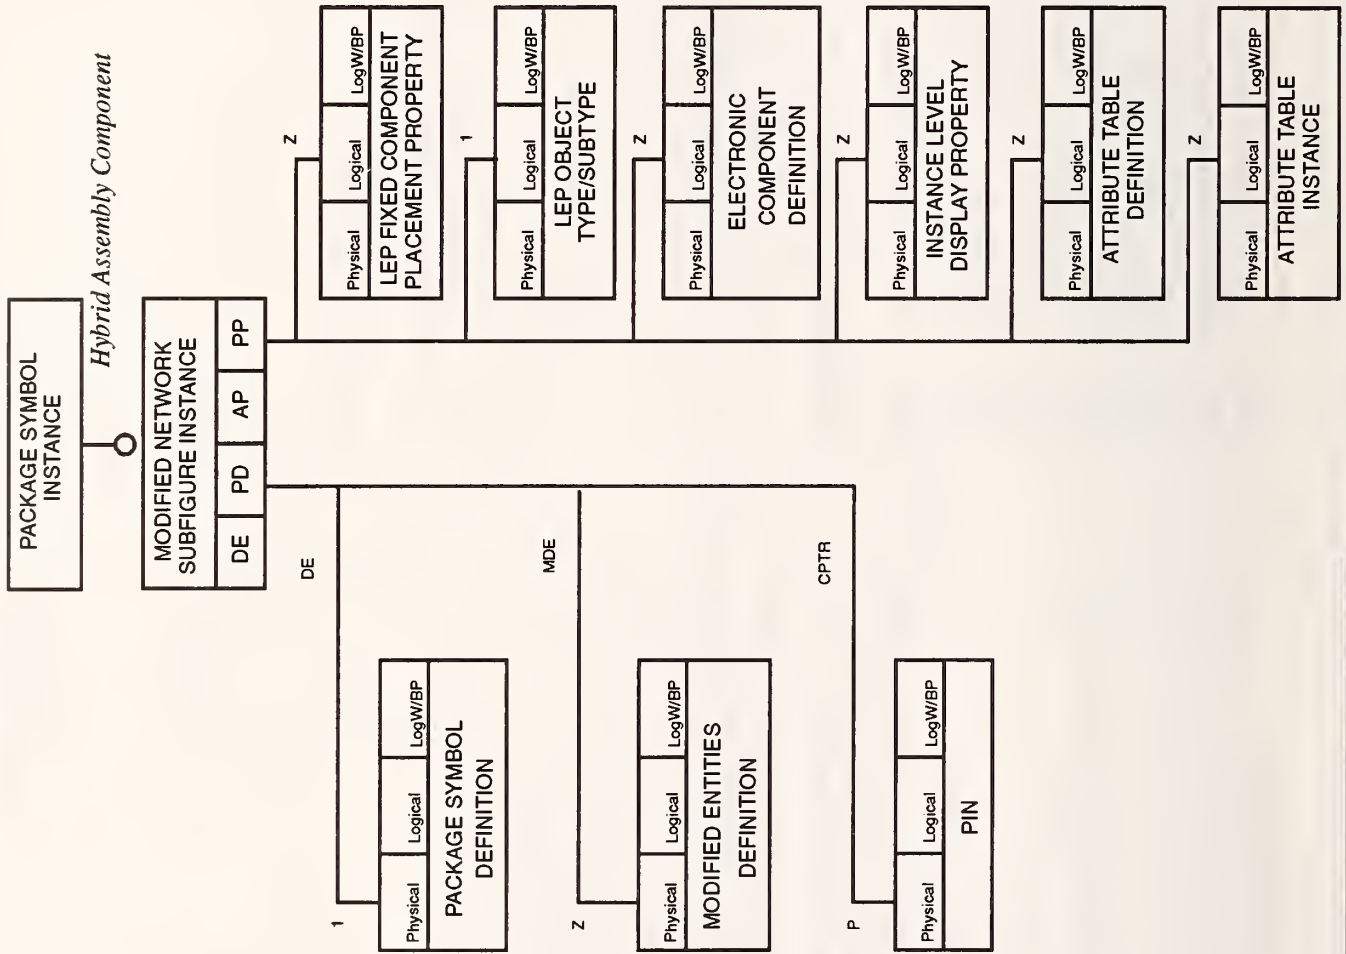 PACKAGE SYMBOL
INSTANCE
Hybrid Assembly Component
MODIFIED NETWORK
SUBFIGURE INSTANCE
DE PD AP PP
DE
1
Physical Logical LogW/BP
PACKAGE SYMBOL
DEFINITION
MDE
Z
Physical Logical LogW/BP
MODIFIED ENTITIES
DEFINITION
CPTR
P
Physical Logical LogW/BP
PIN
Z
Physical Logical LogW/BP
LEP FIXED COMPONENT
PLACEMENT PROPERTY
1
Physical Logical LogW/BP
LEP OBJECT
TYPE/SUBTYPE
Z
Physical Logical LogW/BP
ELECTRONIC
COMPONENT
DEFINITION
Z
Physical Logical LogW/BP
INSTANCE LEVEL
DISPLAY PROPERTY
Z
Physical Logical LogW/BP
ATTRIBUTE TABLE
DEFINITION
Z
Physical Logical LogW/BP
ATTRIBUTE TABLE
INSTANCE